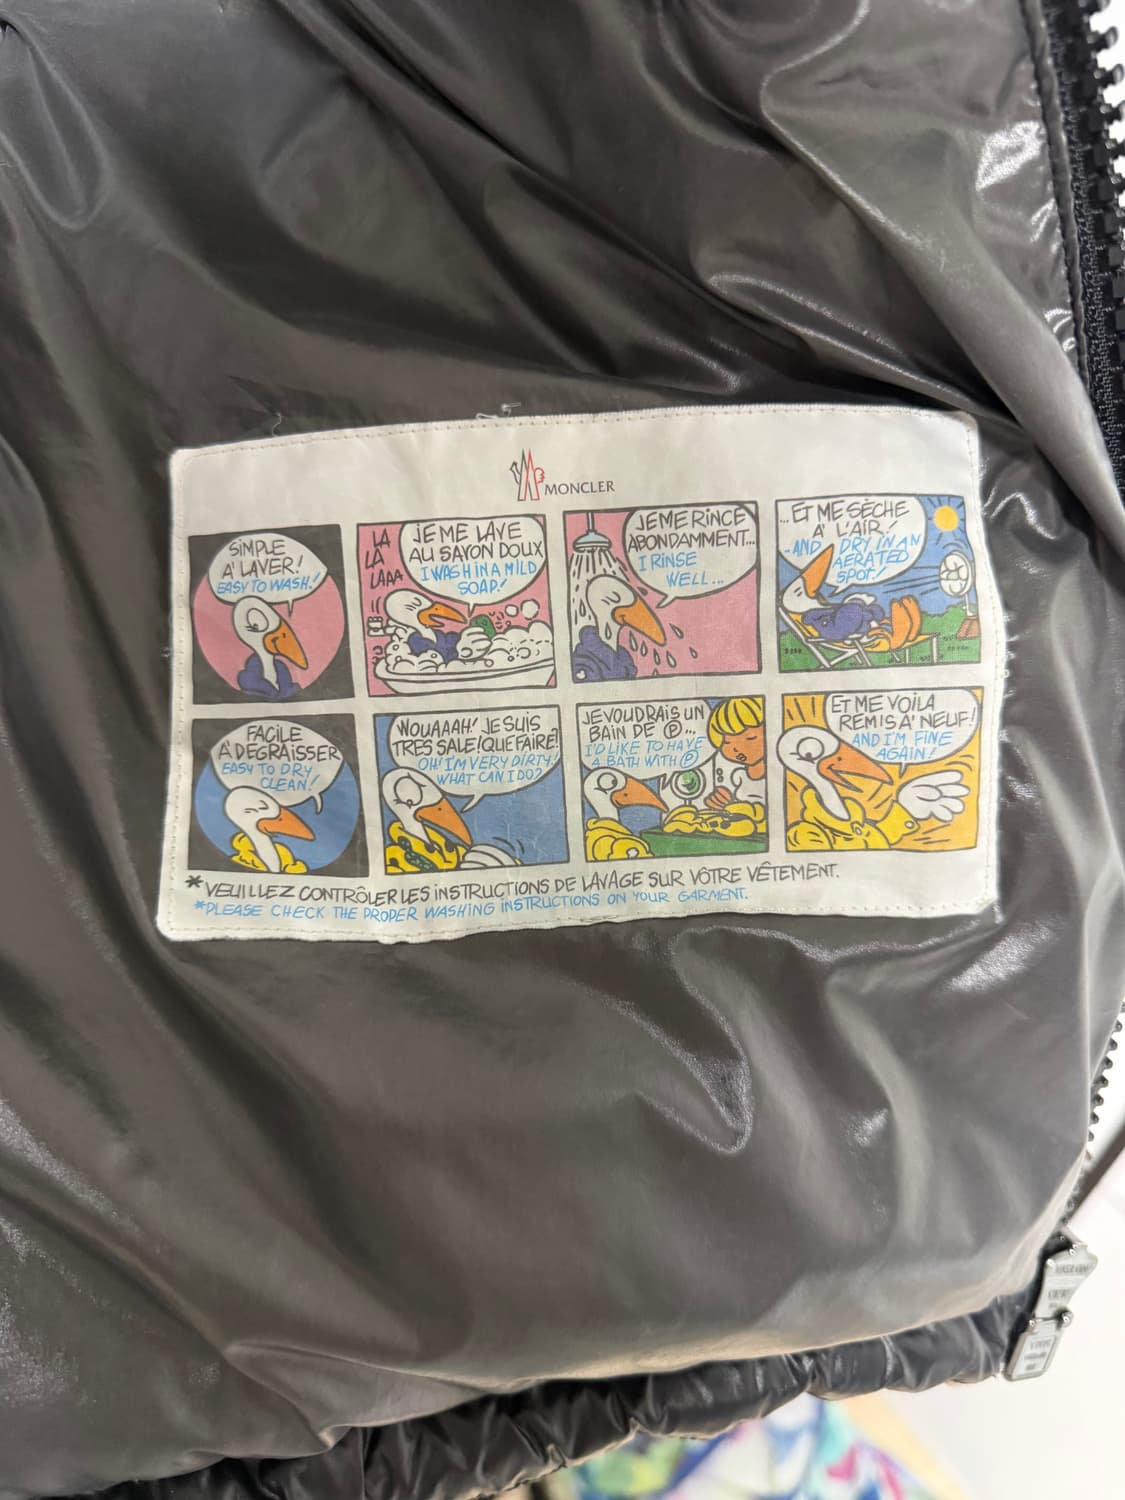 MONCLER
SIMPLE
A' LAVER!
EASY TO WASH!
LA
LÀ
LAAA
JE ME LAVE
AU SAVON DOUX
I WASH IN A MILD
SOAP!
JE ME RINCE
ABONDAMMENT...
I RINSE
WELL...
... ET ME SÈCHE
A' L'AIR!
- AND DRY IN AN
AERATED
SPOT!
FACILE
A' DEGRAISSER
EASY TO DRY
CLEAN!
WOUAAAH! JE SUIS
TRES SALE! QUE FAIRE?
OH! I'M VERY DIRTY!
WHAT CAN I DO?
JE VOUDRAIS UN
BAIN DE Ⓟ...
I'D LIKE TO HAVE
A BATH WITH Ⓟ
ET ME VOILA
REMIS A' NEUF!
AND I'M FINE
AGAIN!
* VEUILLEZ CONTRÔLER LES INSTRUCTIONS DE LAVAGE SUR VÔTRE VÊTEMENT.
*PLEASE CHECK THE PROPER WASHING INSTRUCTIONS ON YOUR GARMENT.